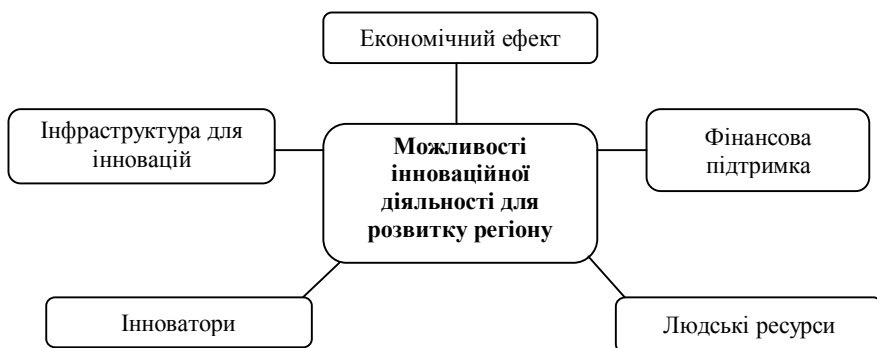 Економічний ефект
Інфраструктура для
інновацій
Можливості
інноваційної
діяльності для
розвитку регіону
Фінансова
підтримка
Інноватори
Людські ресурси